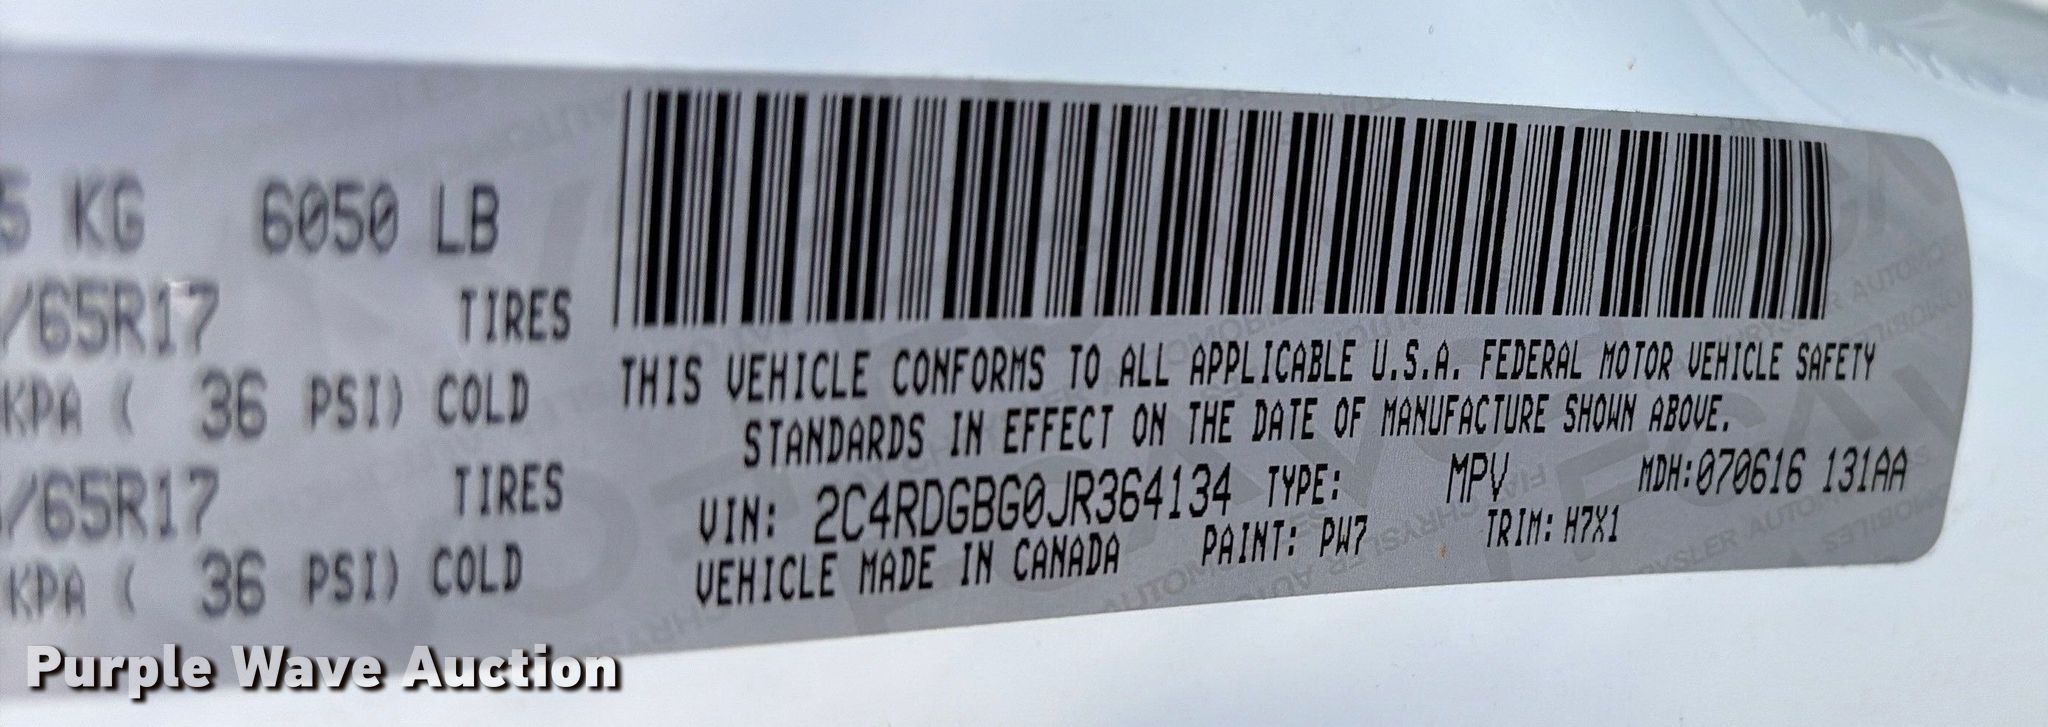 5 KG 6050 LB
/65R17 TIRES
KPA ( 36 PSI) COLD
/65R17 TIRES
KPA ( 36 PSI) COLD
THIS VEHICLE CONFORMS TO ALL APPLICABLE U.S.A. FEDERAL MOTOR VEHICLE SAFETY
STANDARDS IN EFFECT ON THE DATE OF MANUFACTURE SHOWN ABOVE.
VIN: 2C4RDGBG0JR364134 TYPE: MPV MDH:070616 131AA
VEHICLE MADE IN CANADA PAINT: PW7 TRIM: H7X1
Purple Wave Auction